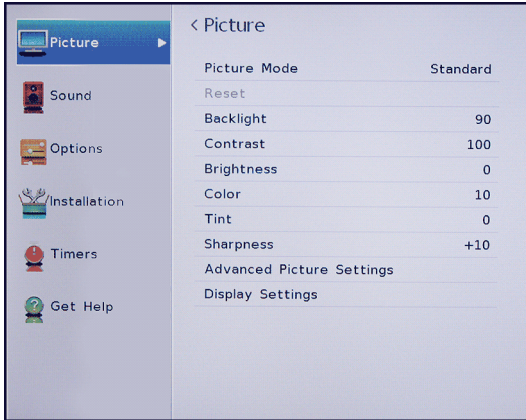 Picture
Sound
Options
Installation
Timers
Get Help
< Picture
Picture Mode Standard
Reset
Backlight 90
Contrast 100
Brightness 0
Color 10
Tint 0
Sharpness +10
Advanced Picture Settings
Display Settings